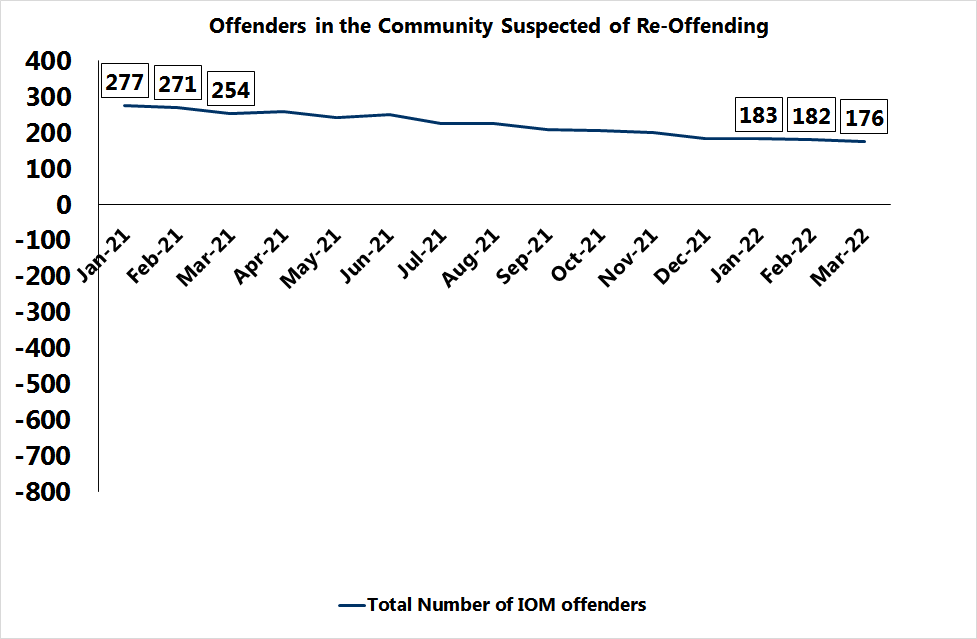 Offenders in the Community Suspected of Re-Offending
400
300
200
100
0
-100
-200
-300
-400
-500
-600
-700
-800
277
271
254
183
182
176
Jan-21
Feb-21
Mar-21
Apr-21
May-21
Jun-21
Jul-21
Aug-21
Sep-21
Oct-21
Nov-21
Dec-21
Jan-22
Feb-22
Mar-22
Total Number of IOM offenders